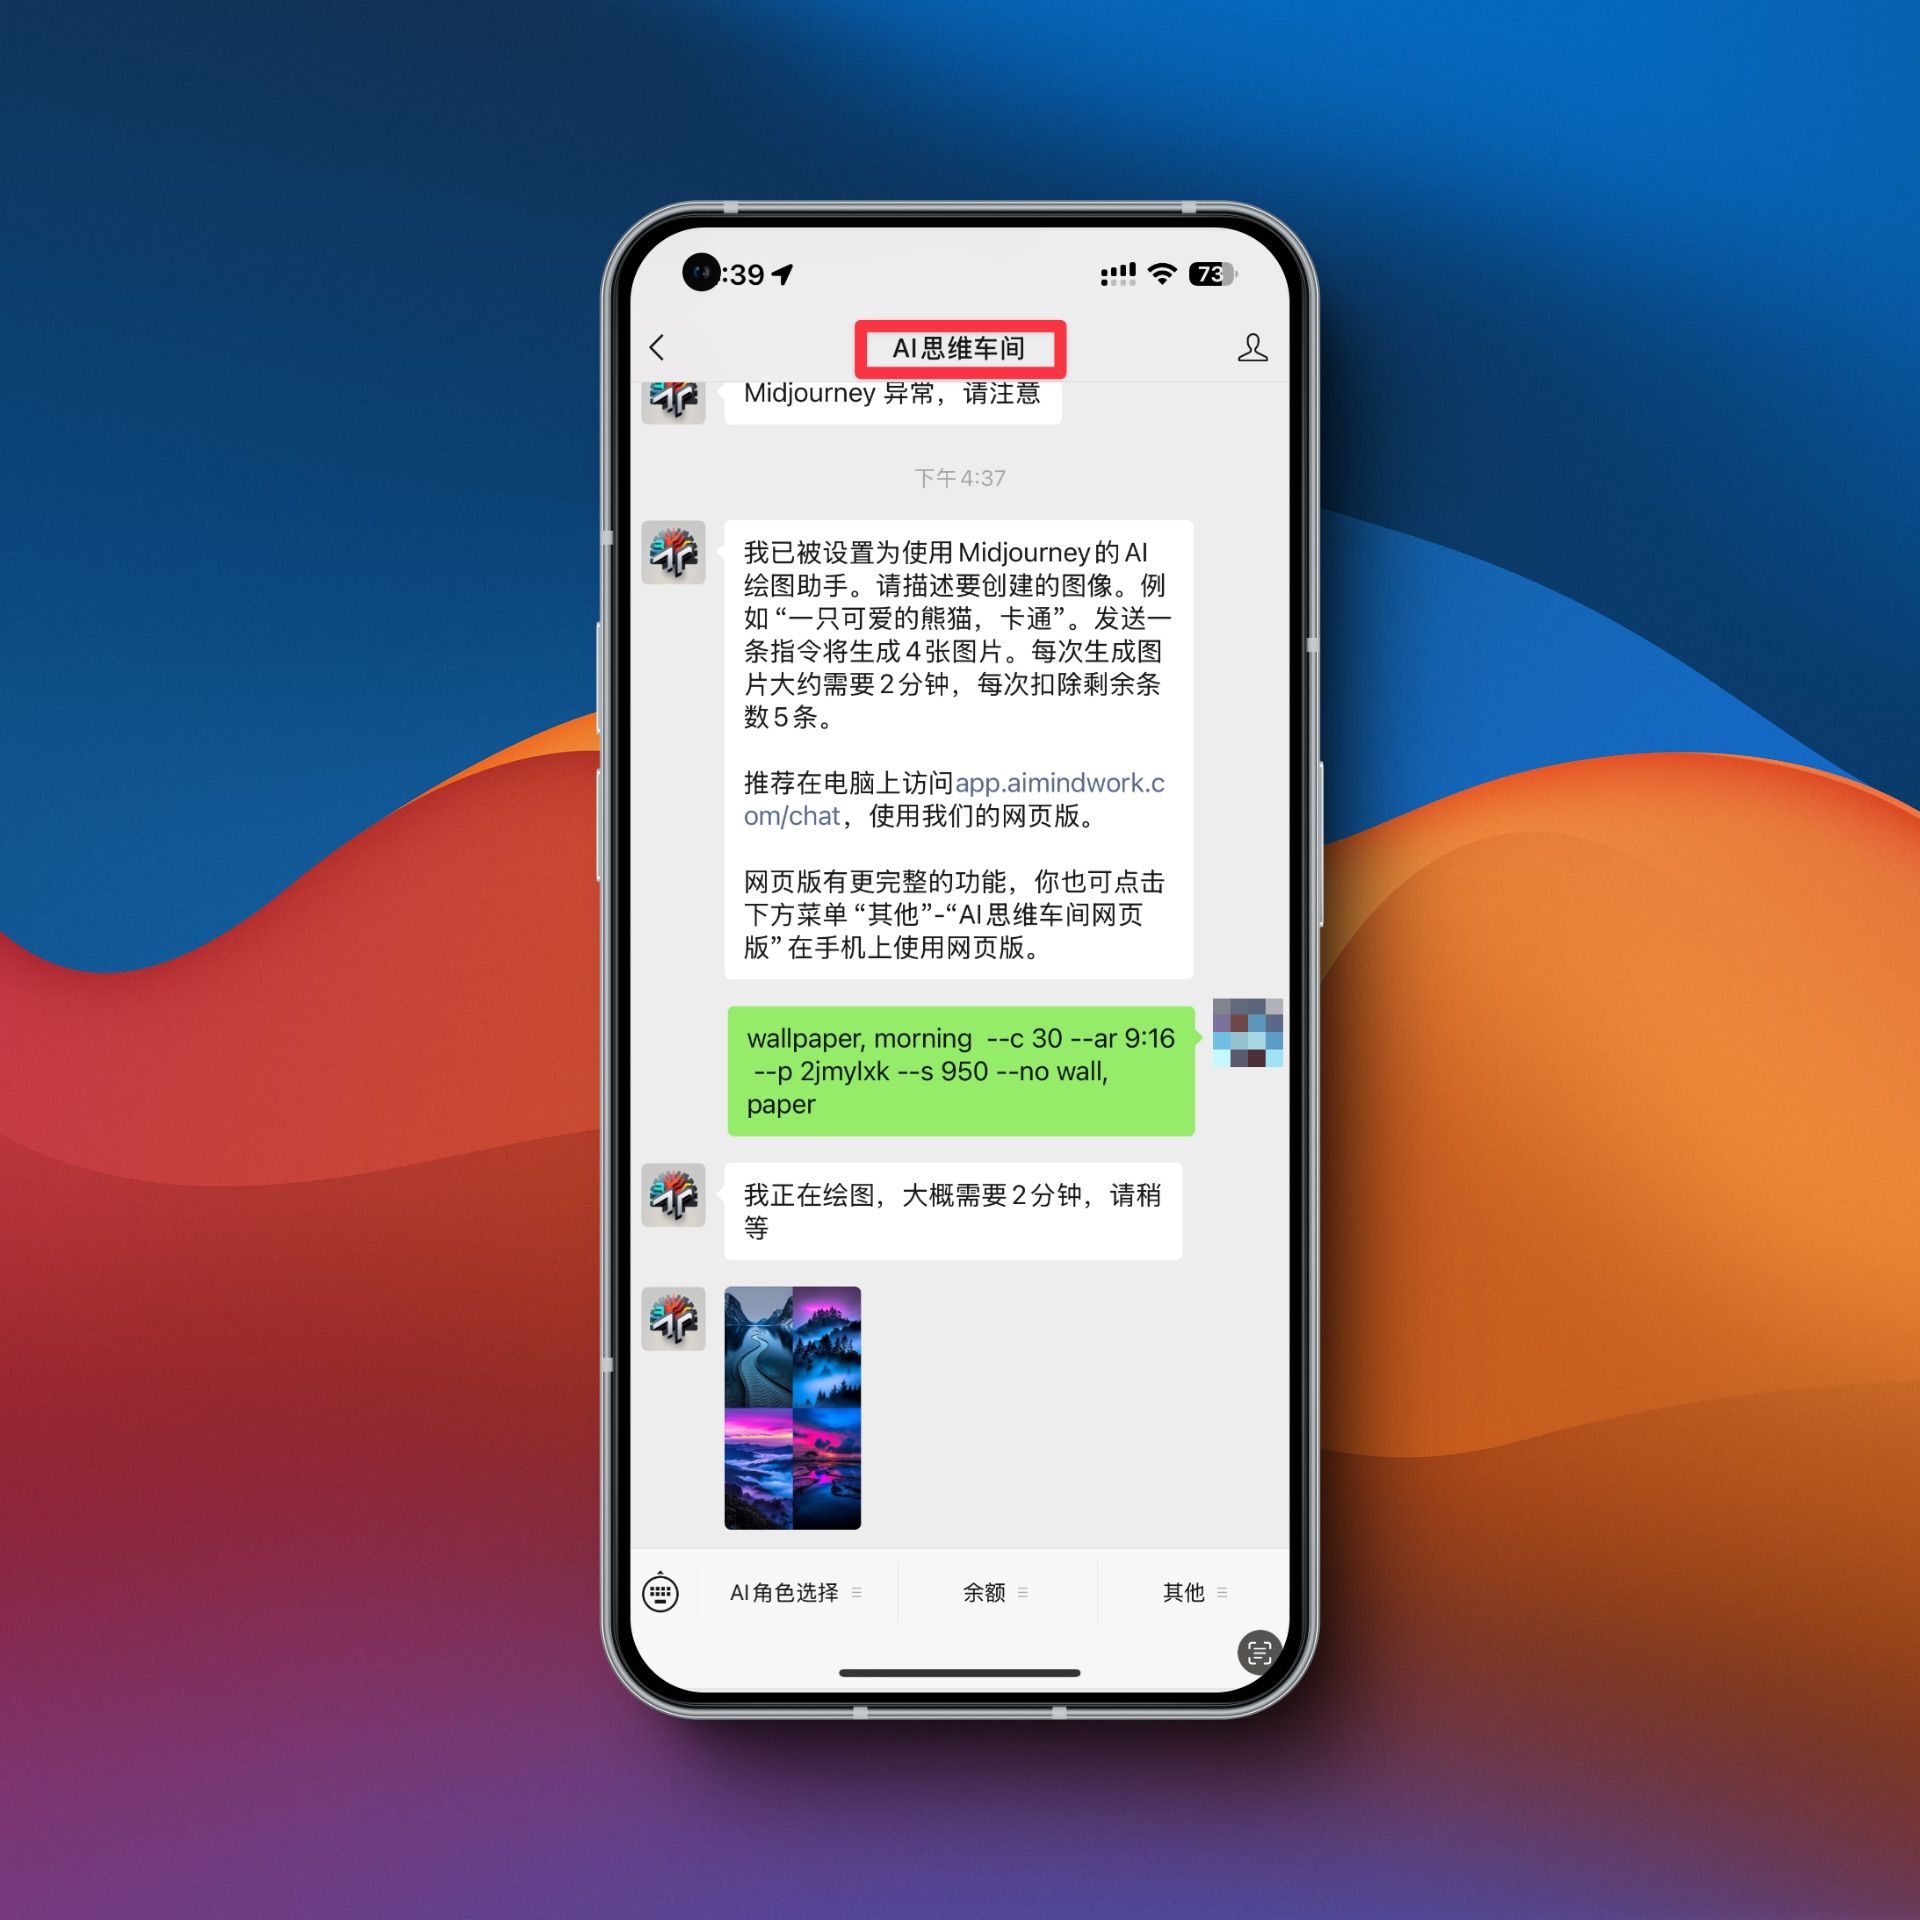 :39
73
AI思维车间
Midjourney 异常，请注意
下午4:37
我已被设置为使用Midjourney的AI
绘图助手。请描述要创建的图像。例
如“一只可爱的熊猫，卡通”。发送一
条指令将生成4张图片。每次生成图
片大约需要2分钟，每次扣除剩余条
数5条。
推荐在电脑上访问app.aimindwork.c
om/chat，使用我们的网页版。
网页版有更完整的功能，你也可点击
下方菜单“其他”-“AI思维车间网页
版”在手机上使用网页版。
wallpaper, morning  --c 30 --ar 9:16
--p 2jmylxk --s 950 --no wall,
paper
我正在绘图，大概需要2分钟，请稍
等
AI角色选择
余额
其他